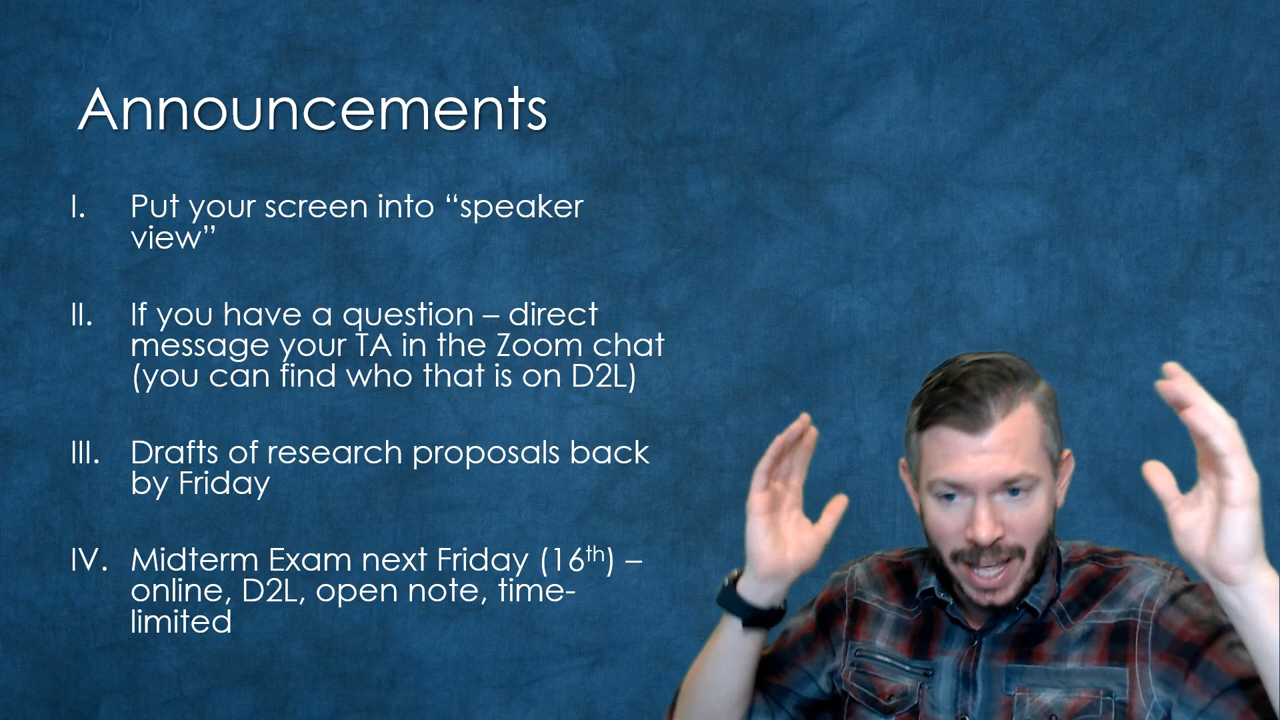 Announcements
I. Put your screen into “speaker
view”
II. If you have a question – direct
message your TA in the Zoom chat
(you can find who that is on D2L)
III. Drafts of research proposals back
by Friday
IV. Midterm Exam next Friday (16th) –
online, D2L, open note, time-
limited